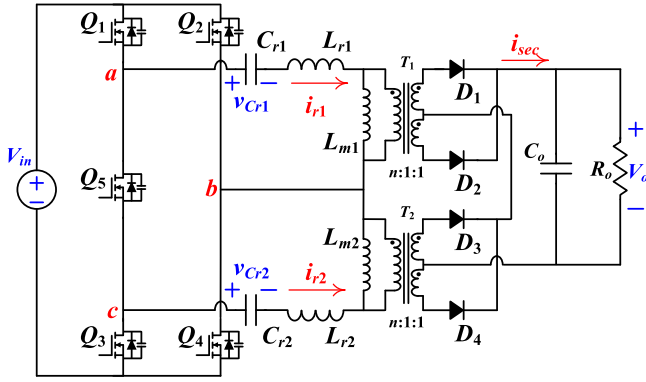 Q1 Q2
Cr1 Lr1
T1
isec
a
+ −
vCr1
ir1
D1
+
Vin
+
−
Q5
b
Lm1
n:1:1
D2
Co
Ro
Vo
−
T2
Lm2
D3
vCr2
+ −
ir2
c
Q3 Q4
Cr2 Lr2
n:1:1
D4